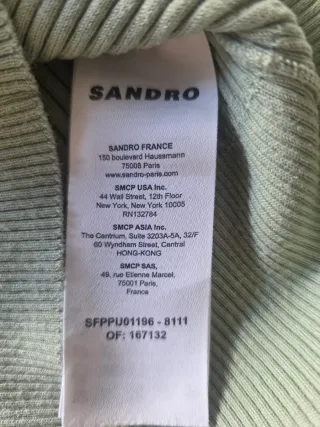 SANDRO
SANDRO FRANCE
150 boulevard Haussmann
75008 Paris
www.sandro-paris.com
SMCP USA Inc.
44 Wall Street, 12th Floor
New York, New York 10005
RN132784
SMCP ASIA Inc.
The Centrium, Suite 3203A-5A, 32/F
60 Wyndham Street, Central
HONG-KONG
SMCP SAS,
49, rue Etienne Marcel,
75001 Paris,
France
SFPPU01196 - 8111
OF: 167132